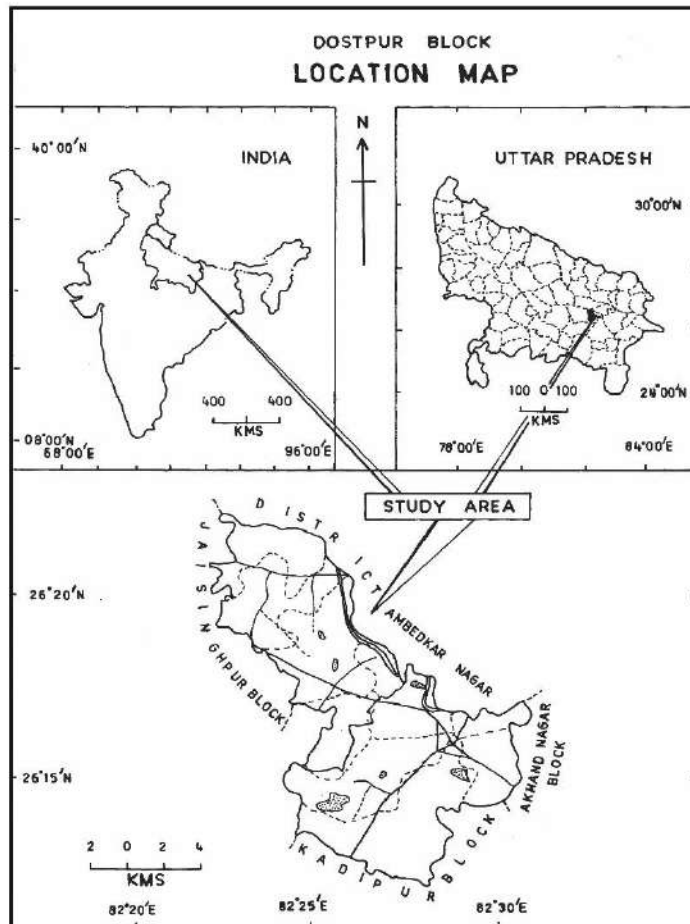 DOSTPUR BLOCK
LOCATION MAP
40°00'N
INDIA
N
UTTAR PRADESH
30°00'N
400 400
KMS
08°00'N
68°00'E
96°00'E
100 0 100
KMS
24°00'N
78°00'E
84°00'E
STUDY AREA
DISTRICT AMBEDKAR NAGAR
JAISINGHPUR BLOCK
26°20'N
AKHAND NAGAR
BLOCK
26°15'N
KADIPUR BLOCK
2 0 2 4
KMS
82°20'E
82°25'E
82°30'E